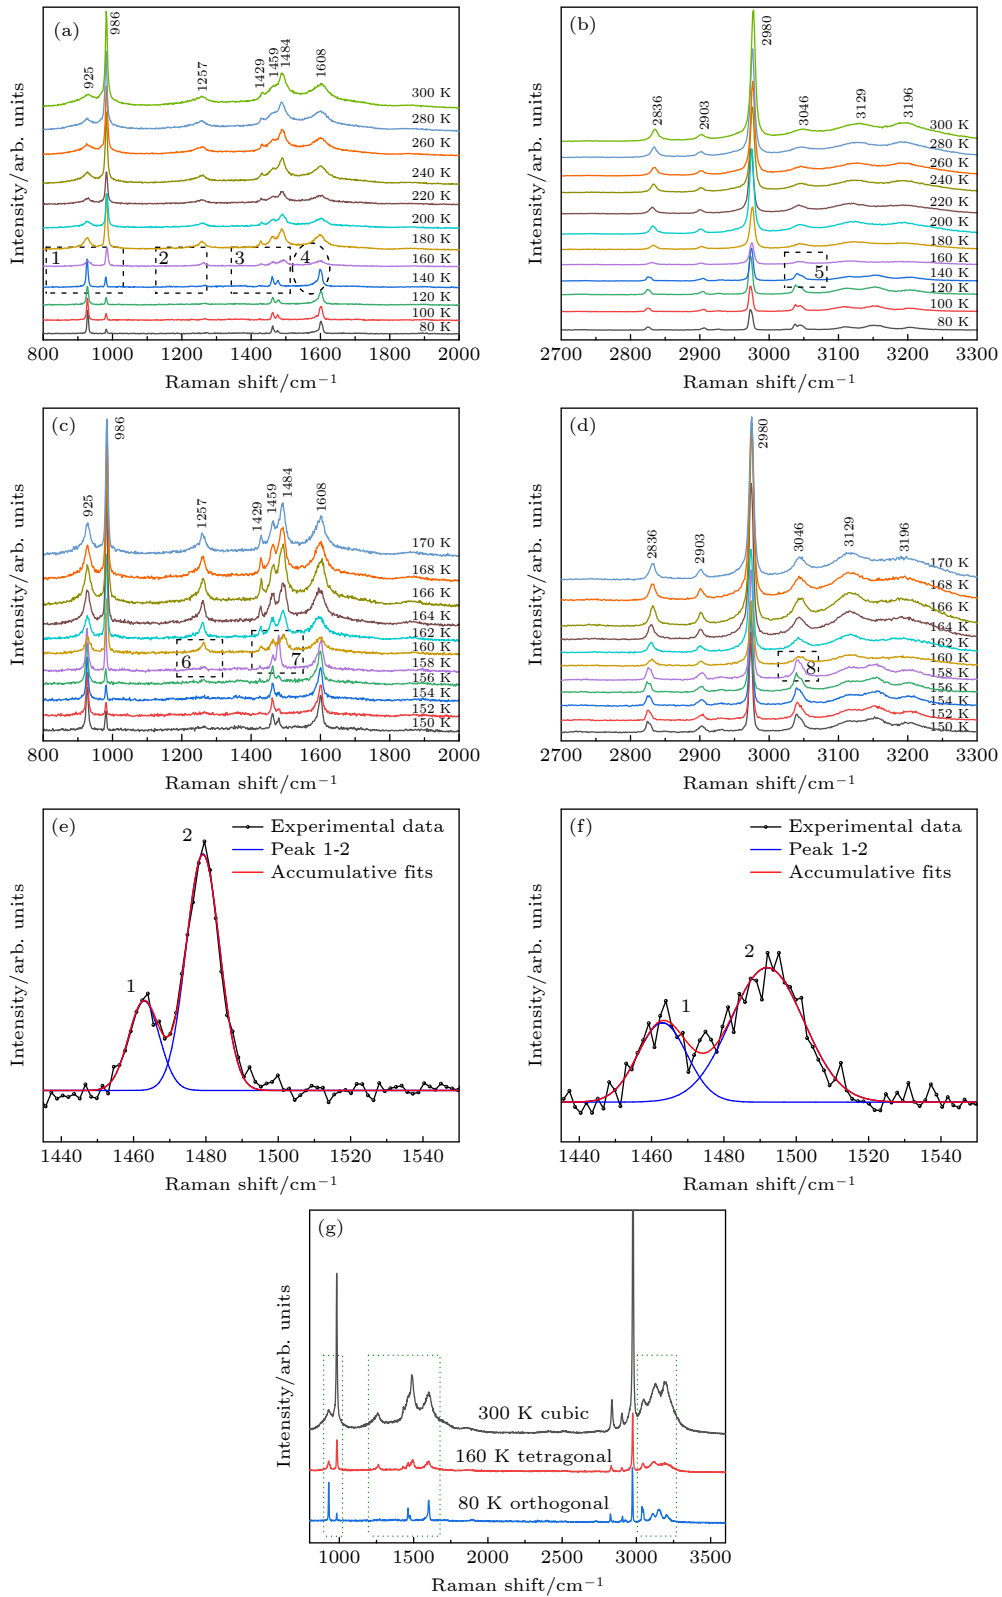 (a)
925
986
1257
1429
1459
1484
1608
300 K
280 K
260 K
240 K
220 K
200 K
180 K
160 K
140 K
120 K
100 K
80 K
1
2
3
4
Intensity/arb. units
800 1000 1200 1400 1600 1800 2000
Raman shift/cm⁻¹
(b)
2836
2903
2980
3046
3129
3196
300 K
280 K
260 K
240 K
220 K
200 K
180 K
160 K
140 K
120 K
100 K
80 K
5
Intensity/arb. units
2700 2800 2900 3000 3100 3200 3300
Raman shift/cm⁻¹
(c)
925
986
1257
1429
1459
1484
1608
170 K
168 K
166 K
164 K
162 K
160 K
158 K
156 K
154 K
152 K
150 K
6
7
Intensity/arb. units
800 1000 1200 1400 1600 1800 2000
Raman shift/cm⁻¹
(d)
2836
2903
2980
3046
3129
3196
170 K
168 K
166 K
164 K
162 K
160 K
158 K
156 K
154 K
152 K
150 K
8
Intensity/arb. units
2700 2800 2900 3000 3100 3200 3300
Raman shift/cm⁻¹
(e)
Experimental data
Peak 1-2
Accumulative fits
1
2
Intensity/arb. units
1440 1460 1480 1500 1520 1540
Raman shift/cm⁻¹
(f)
Experimental data
Peak 1-2
Accumulative fits
1
2
Intensity/arb. units
1440 1460 1480 1500 1520 1540
Raman shift/cm⁻¹
(g)
300 K cubic
160 K tetragonal
80 K orthogonal
Intensity/arb. units
1000 1500 2000 2500 3000 3500
Raman shift/cm⁻¹